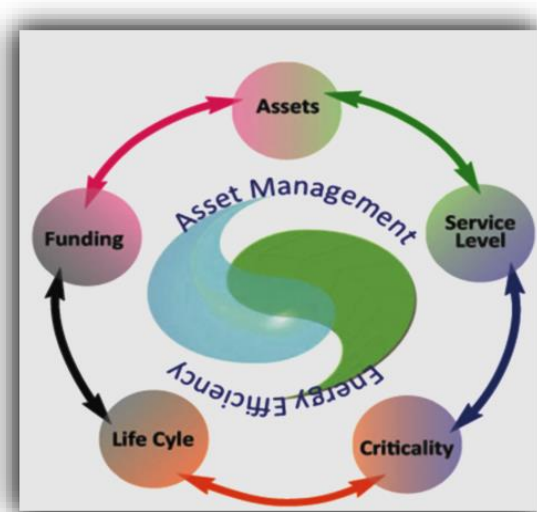 Assets
Asset Management
Funding
Service
Level
Energy Efficiency
Life Cyle
Criticality